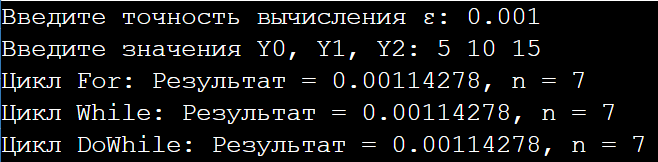 Введите точность вычисления ε: 0.001
Введите значения Y0, Y1, Y2: 5 10 15
Цикл For: Результат = 0.00114278, n = 7
Цикл While: Результат = 0.00114278, n = 7
Цикл DoWhile: Результат = 0.00114278, n = 7